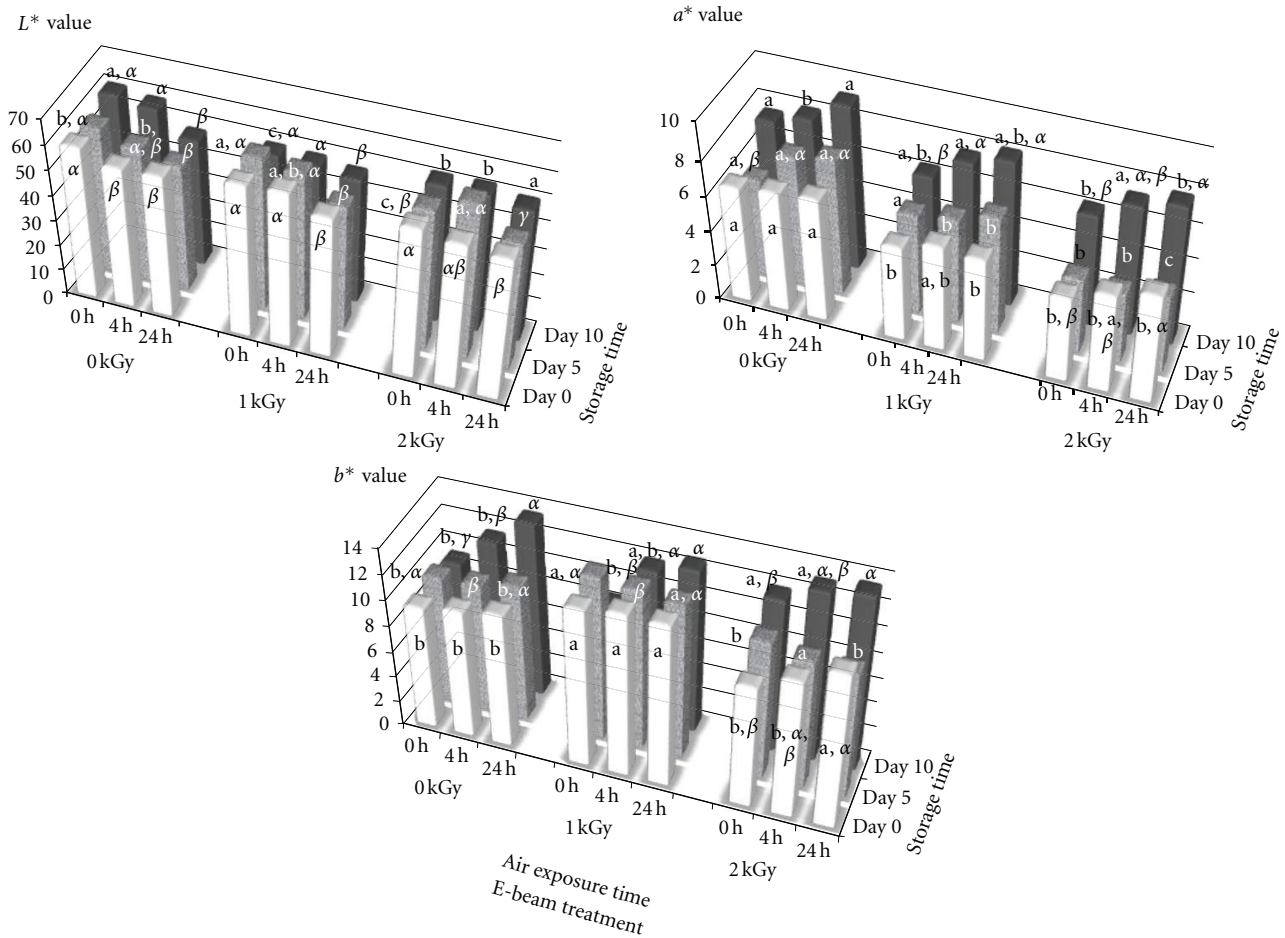 L* value
a, α
α
β
b, α
b,
α, β
β
α
β
β
a, α
c, α
α
β
a, b, α
β
α
α
β
b
b
a
c, β
a, α
γ
α
αβ
β
70
60
50
40
30
20
10
0
0 h
4 h
24 h
0 kGy
0 h
4 h
24 h
1 kGy
0 h
4 h
24 h
2 kGy
Day 10
Day 5
Day 0
Storage time
a* value
a
b
a
a, β
a, α
a, α
a
a
a
a, b, β
a, α
a, b, α
a
b
b
b
a, b
b
b, β
a, α, β
b, α
b
b
c
b, β
b, a,
β
b, α
10
8
6
4
2
0
0 h
4 h
24 h
0 kGy
0 h
4 h
24 h
1 kGy
0 h
4 h
24 h
2 kGy
Day 10
Day 5
Day 0
Storage time
b* value
b, γ
b, β
α
b, α
β
b, α
b
b
b
a, α
b, β
a, b, α
α
β
a, α
a
a
a
a, β
a, α, β
α
b
a
b
b, β
b, α,
β
a, α
14
12
10
8
6
4
2
0
0 h
4 h
24 h
0 kGy
0 h
4 h
24 h
1 kGy
0 h
4 h
24 h
2 kGy
Day 10
Day 5
Day 0
Storage time
Air exposure time
E-beam treatment